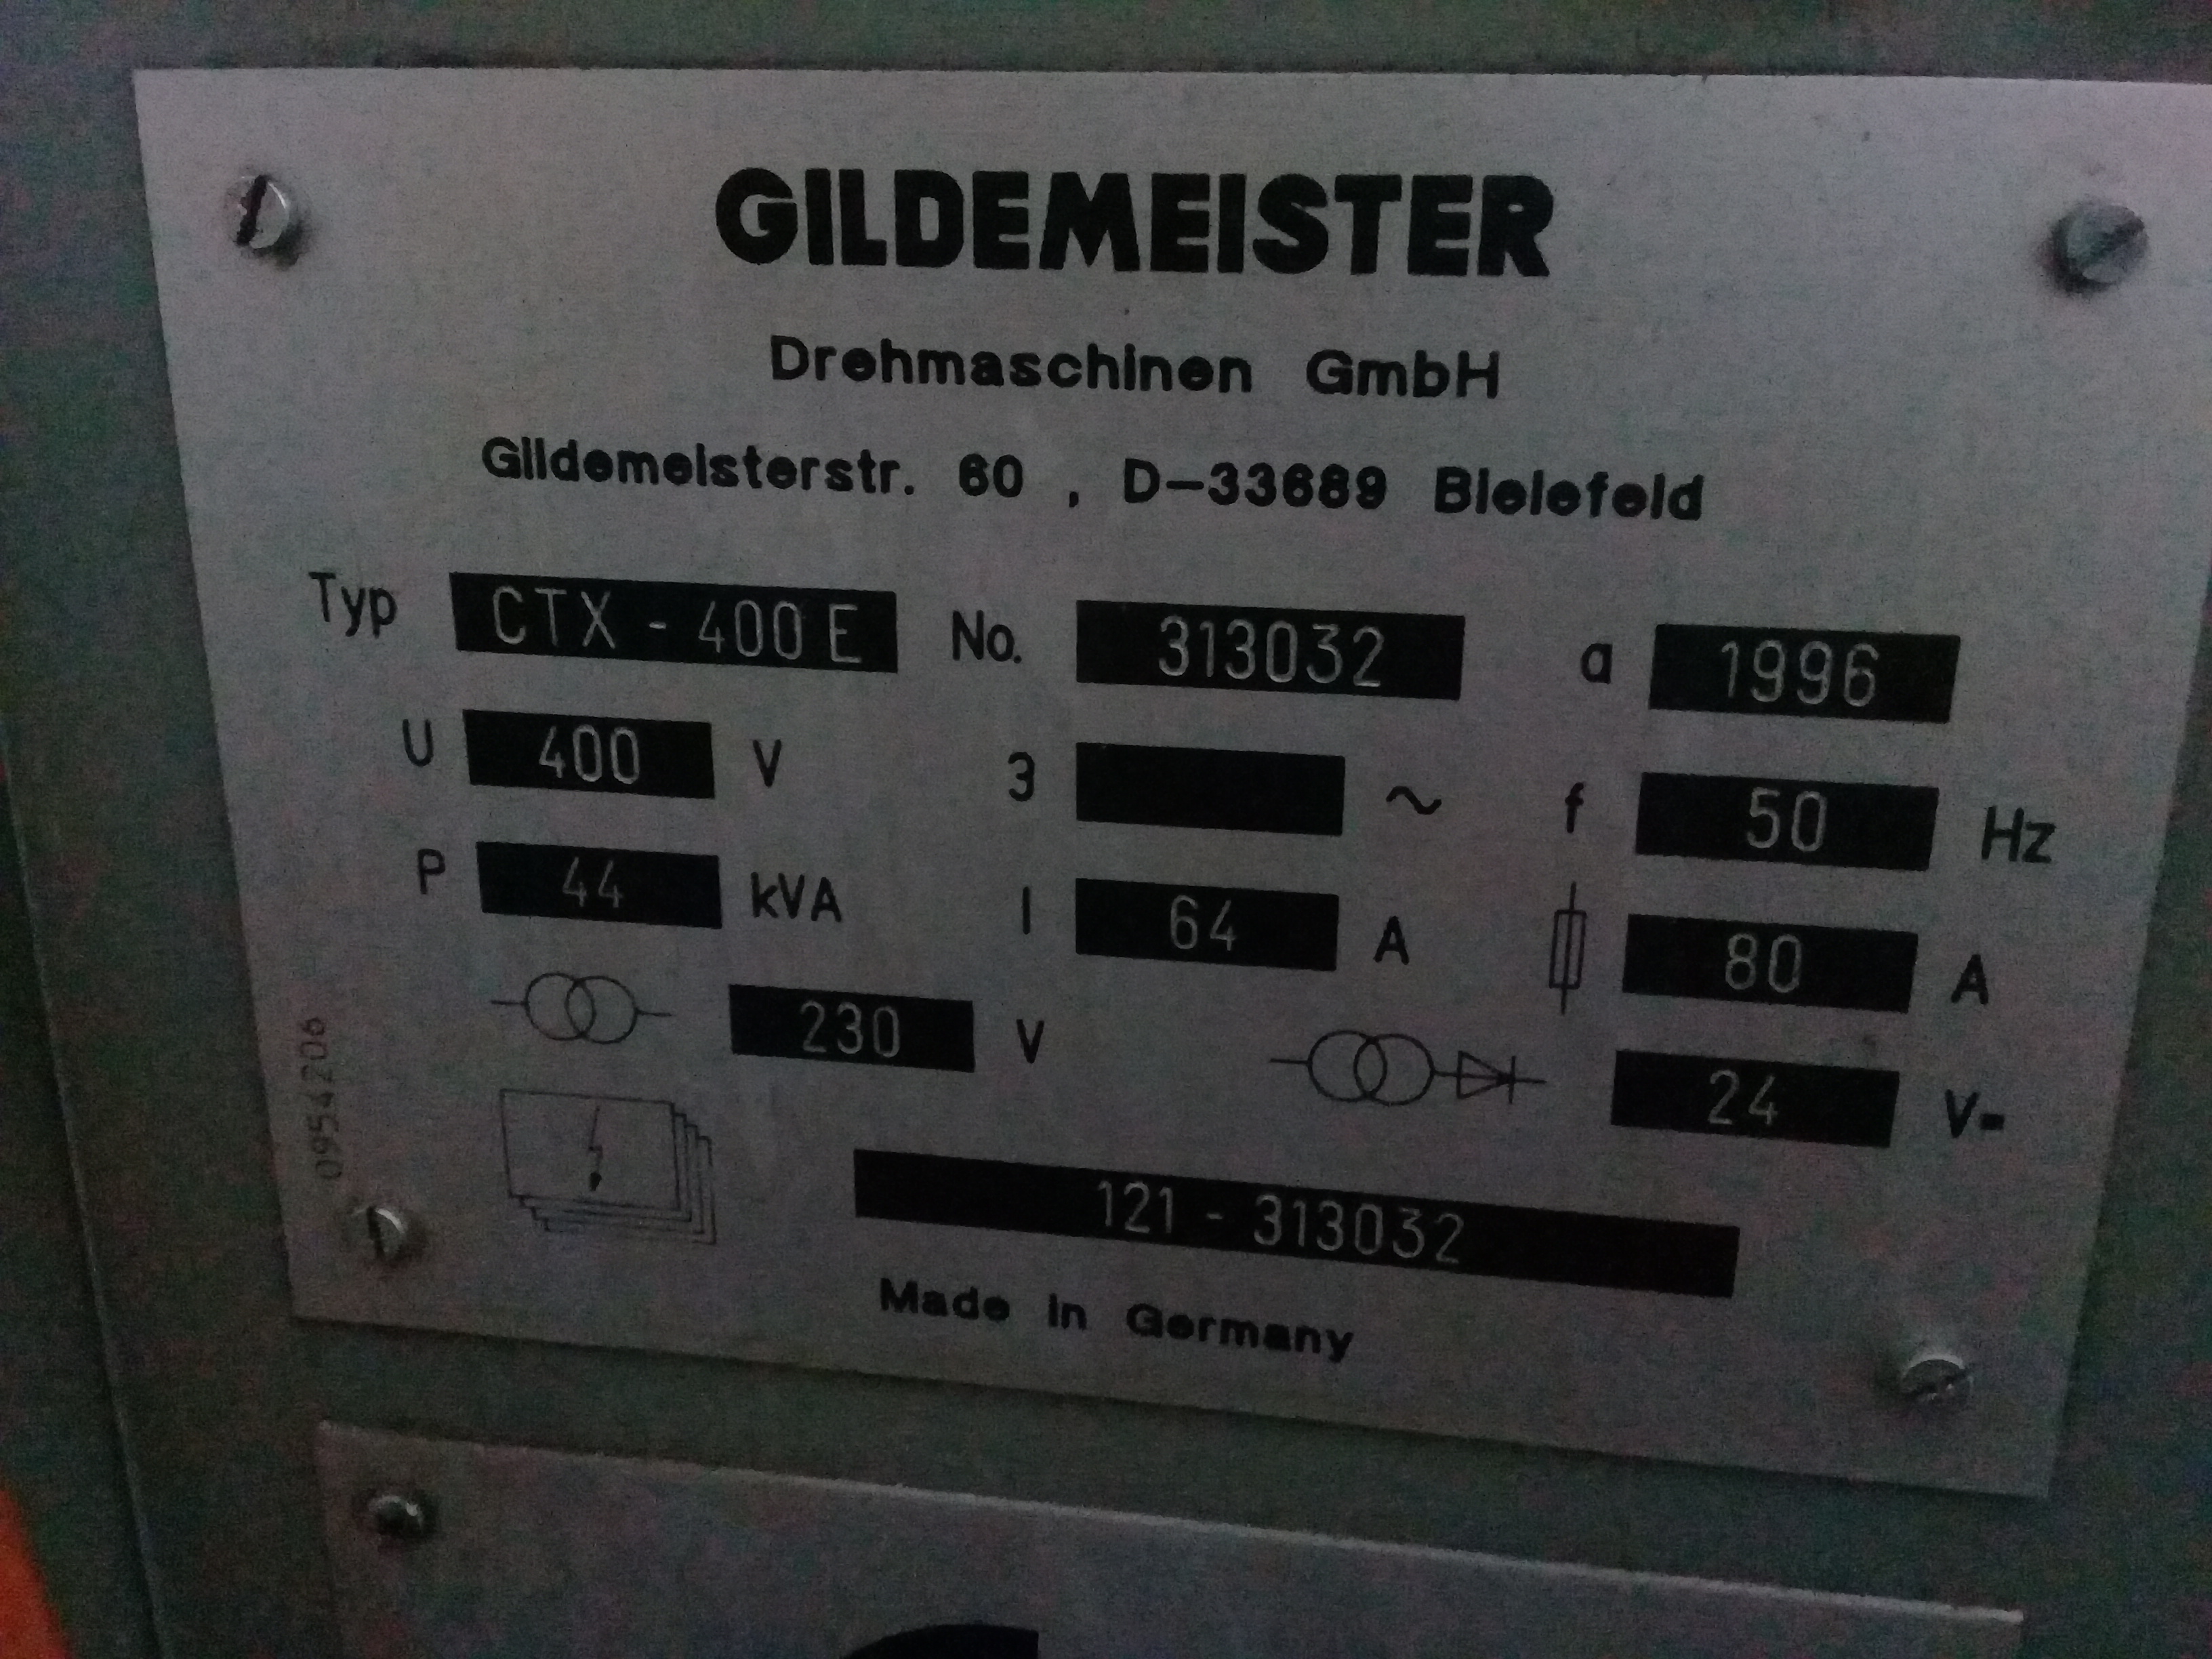 GILDEMEISTER
Drehmaschinen GmbH
Gildemeisterstr. 60 , D-33689 Bielefeld
Typ CTX - 400 E No. 313032 a 1996
U 400 V 3 ~ f 50 Hz
P 44 kVA I 64 A 80 A
230 V 24 V=
121 - 313032
Made in Germany
0954206